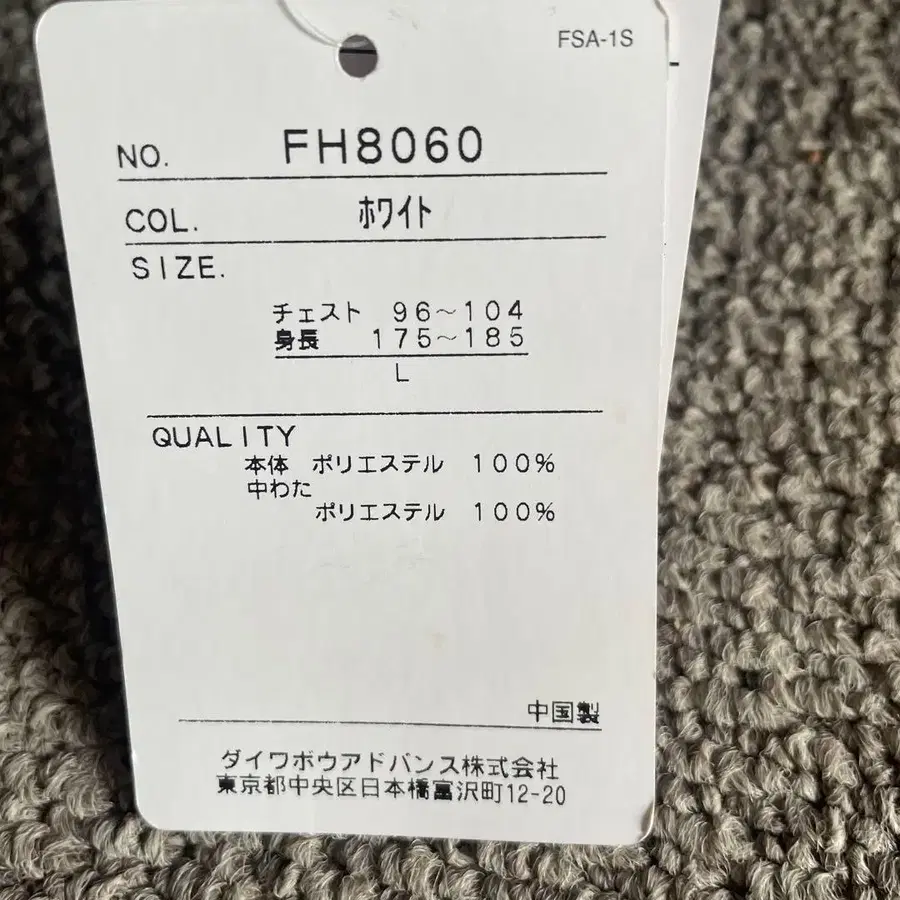 FSA-1S
NO. FH8060
COL. ホワイト
SIZE.
チェスト 96～104
身長 175～185
L
QUALITY
本体 ポリエステル 100%
中わた
ポリエステル 100%
中国製
ダイワボウアドバンス株式会社
東京都中央区日本橋富沢町12-20